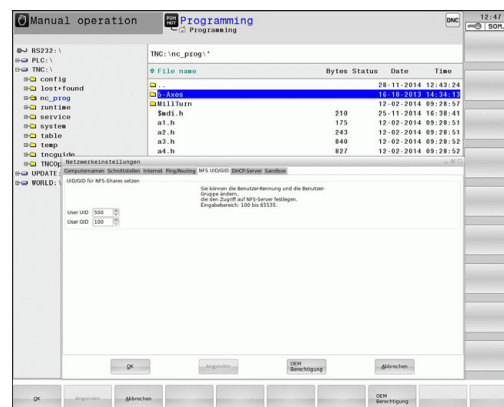 Manual operation
PGM
MGT
Programming
Programming
DNC
12:47
SOM.
RS232:\
PLC:\
TNC:\
config
lost+found
nc_prog
runtime
service
system
table
temp
tncguide
UPDATE:
WORLD:\
TNC:\nc_prog\*
File name Bytes Status Date Time
.. 28-11-2014 12:43:24
5-Axes 16-10-2013 14:34:13
MillTurn 12-02-2014 09:28:57
$mdi.h 210 25-11-2014 16:38:41
a1.h 175 12-02-2014 09:28:51
a2.h 243 12-02-2014 09:28:51
a3.h 840 12-02-2014 09:28:52
a4.h 827 12-02-2014 09:28:52
Netzwerkeinstellungen
Computernamen Schnittstellen Internet Ping/Routing NFS UID/GID DHCP-Server Sandbox
UID/GID für NFS-Shares setzen
Sie können die Benutzer-Kennung und die Benutzer-
Gruppe ändern,
die den Zugriff auf NFS-Server festlegen.
Eingabebereich: 100 bis 65535.
User UID 500
User GID 100
OK Anwenden OEM Berechtigung Abbrechen
OK Anwenden Abbrechen OEM Berechtigung